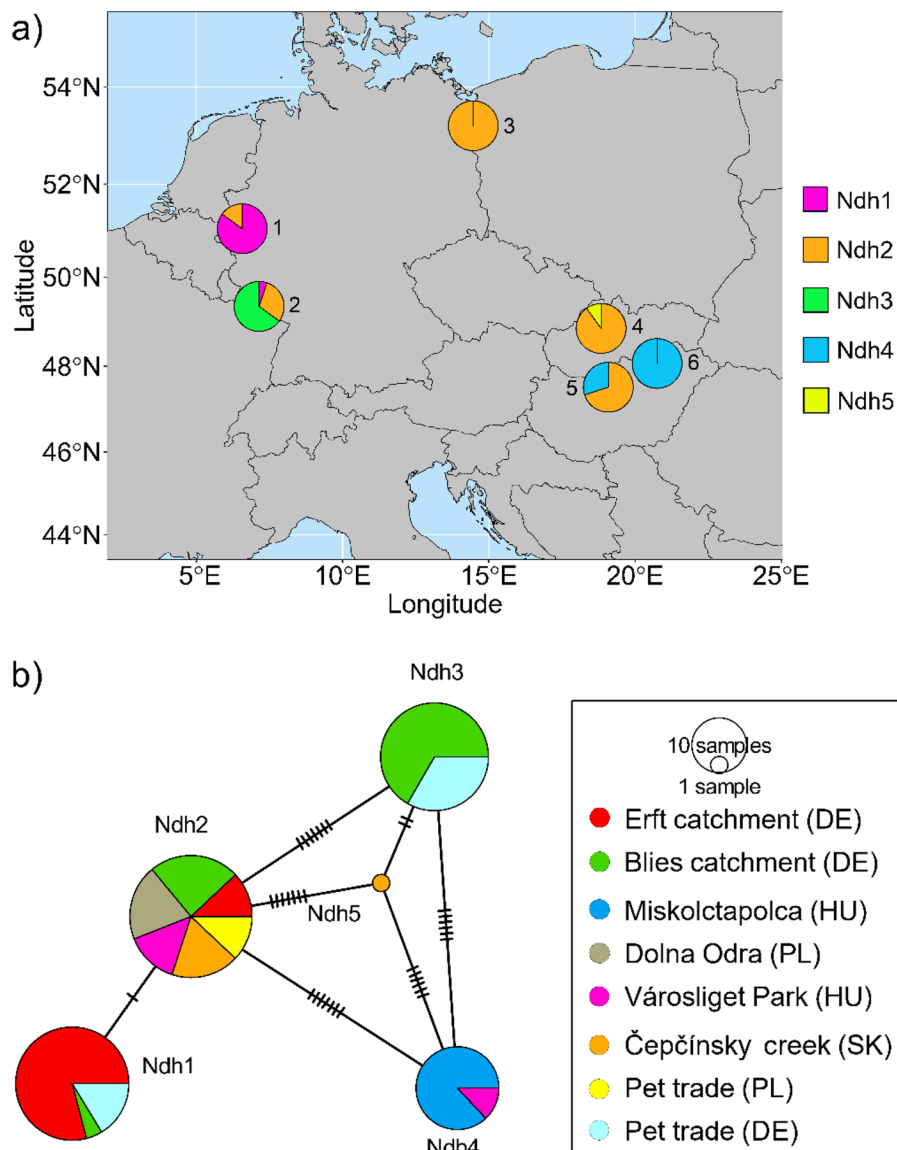 a)
54°N
52°N
50°N
48°N
46°N
44°N
Latitude
5°E
10°E
15°E
20°E
25°E
Longitude
1
2
3
4
5
6
Ndh1
Ndh2
Ndh3
Ndh4
Ndh5
b)
Ndh3
Ndh2
Ndh5
Ndh1
Ndh4
10 samples
1 sample
Erft catchment (DE)
Blies catchment (DE)
Miskolctapolca (HU)
Dolna Odra (PL)
Városliget Park (HU)
Čepčínsky creek (SK)
Pet trade (PL)
Pet trade (DE)